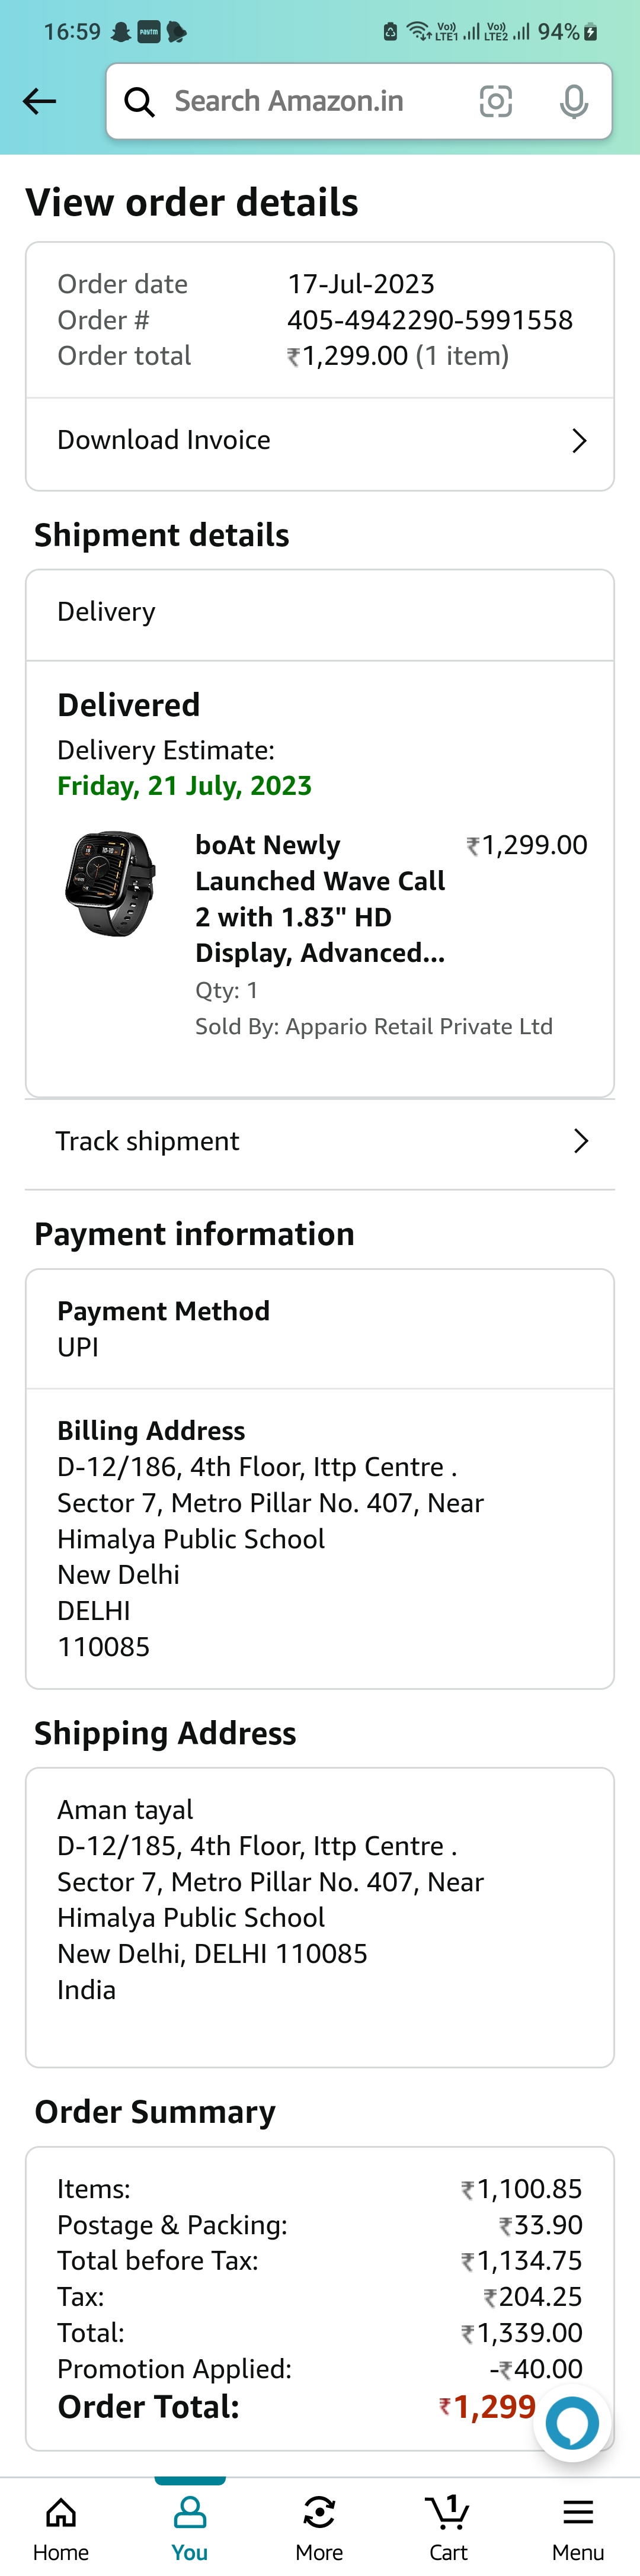 16:59 paytm Vo)) LTE1 Vo)) LTE2 94%
Search Amazon.in
View order details
Order date 17-Jul-2023
Order # 405-4942290-5991558
Order total ₹1,299.00 (1 item)
Download Invoice
Shipment details
Delivery
Delivered
Delivery Estimate:
Friday, 21 July, 2023
boAt Newly ₹1,299.00
Launched Wave Call
2 with 1.83" HD
Display, Advanced...
Qty: 1
Sold By: Appario Retail Private Ltd
Track shipment
Payment information
Payment Method
UPI
Billing Address
D-12/186, 4th Floor, Ittp Centre .
Sector 7, Metro Pillar No. 407, Near
Himalya Public School
New Delhi
DELHI
110085
Shipping Address
Aman tayal
D-12/185, 4th Floor, Ittp Centre .
Sector 7, Metro Pillar No. 407, Near
Himalya Public School
New Delhi, DELHI 110085
India
Order Summary
Items: ₹1,100.85
Postage & Packing: ₹33.90
Total before Tax: ₹1,134.75
Tax: ₹204.25
Total: ₹1,339.00
Promotion Applied: -₹40.00
Order Total: ₹1,299
1
Home You More Cart Menu